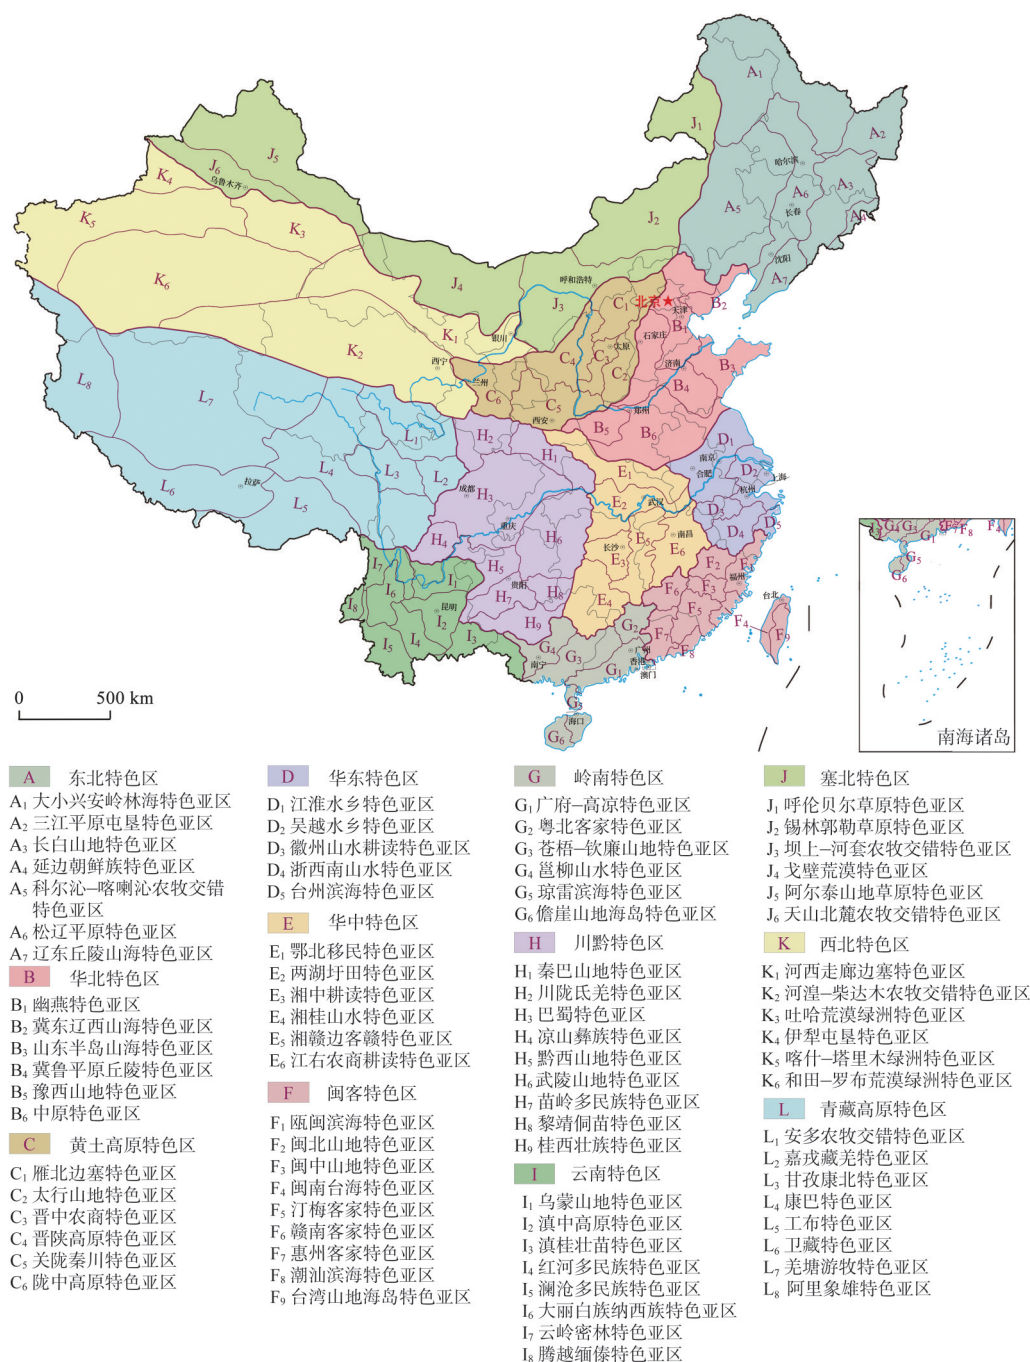 A₁
A₂
J₁
哈尔滨
J₅
J₆
K₄
乌鲁木齐
A₆
A₃
A₅
长春
A₄
K₅
K₃
J₂
沈阳
A₇
K₆
J₄
呼和浩特
J₃
C₁
北京
天津
B₂
B₁
K₁
银川
石家庄
K₂
太原
C₃
C₄
C₂
西宁
兰州
济南
B₃
B₄
L₈
L₇
C₆
C₅
西安
郑州
B₅
B₆
L₁
H₂
H₁
D₁
南京
合肥
D₂
上海
杭州
L₄
L₃
L₂
成都
H₃
E₁
武汉
E₂
L₆
拉萨
L₅
重庆
D₃
D₄
D₅
H₄
H₆
长沙
E₅
南昌
E₆
E₃
H₅
贵阳
H₇
H₈
H₉
E₄
F₂
F₁
福州
F₃
F₆
F₅
F₇
F₈
台北
F₄
F₉
I₇
I₆
I₁
I₈
昆明
I₂
I₅
I₄
I₃
G₂
G₄
G₃
南宁
G₁
广州
香港
澳门
G₅
海口
G₆
0 500 km
I
G₄
G₃
G₁
F₇
F₈
F₄
G₅
G₆
南海诸岛
A 东北特色区
A₁ 大小兴安岭林海特色亚区
A₂ 三江平原屯垦特色亚区
A₃ 长白山地特色亚区
A₄ 延边朝鲜族特色亚区
A₅ 科尔沁–喀喇沁农牧交错
特色亚区
A₆ 松辽平原特色亚区
A₇ 辽东丘陵山海特色亚区
B 华北特色区
B₁ 幽燕特色亚区
B₂ 冀东辽西山海特色亚区
B₃ 山东半岛山海特色亚区
B₄ 冀鲁平原丘陵特色亚区
B₅ 豫西山地特色亚区
B₆ 中原特色亚区
C 黄土高原特色区
C₁ 雁北边塞特色亚区
C₂ 太行山地特色亚区
C₃ 晋中农商特色亚区
C₄ 晋陕高原特色亚区
C₅ 关陇秦川特色亚区
C₆ 陇中高原特色亚区
D 华东特色区
D₁ 江淮水乡特色亚区
D₂ 吴越水乡特色亚区
D₃ 徽州山水耕读特色亚区
D₄ 浙西南山水特色亚区
D₅ 台州滨海特色亚区
E 华中特色区
E₁ 鄂北移民特色亚区
E₂ 两湖圩田特色亚区
E₃ 湘中耕读特色亚区
E₄ 湘桂山水特色亚区
E₅ 湘赣边客赣特色亚区
E₆ 江右农商耕读特色亚区
F 闽客特色区
F₁ 瓯闽滨海特色亚区
F₂ 闽北山地特色亚区
F₃ 闽中山地特色亚区
F₄ 闽南台海特色亚区
F₅ 汀梅客家特色亚区
F₆ 赣南客家特色亚区
F₇ 惠州客家特色亚区
F₈ 潮汕滨海特色亚区
F₉ 台湾山地海岛特色亚区
G 岭南特色区
G₁ 广府–高凉特色亚区
G₂ 粤北客家特色亚区
G₃ 苍梧–钦廉山地特色亚区
G₄ 邕柳山水特色亚区
G₅ 琼雷滨海特色亚区
G₆ 儋崖山地海岛特色亚区
H 川黔特色区
H₁ 秦巴山地特色亚区
H₂ 川陇氐羌特色亚区
H₃ 巴蜀特色亚区
H₄ 凉山彝族特色亚区
H₅ 黔西山地特色亚区
H₆ 武陵山地特色亚区
H₇ 苗岭多民族特色亚区
H₈ 黎靖侗苗特色亚区
H₉ 桂西壮族特色亚区
I 云南特色区
I₁ 乌蒙山地特色亚区
I₂ 滇中高原特色亚区
I₃ 滇桂壮苗特色亚区
I₄ 红河多民族特色亚区
I₅ 澜沧多民族特色亚区
I₆ 大丽白族纳西族特色亚区
I₇ 云岭密林特色亚区
I₈ 腾越缅傣特色亚区
J 塞北特色区
J₁ 呼伦贝尔草原特色亚区
J₂ 锡林郭勒草原特色亚区
J₃ 坝上–河套农牧交错特色亚区
J₄ 戈壁荒漠特色亚区
J₅ 阿尔泰山地草原特色亚区
J₆ 天山北麓农牧交错特色亚区
K 西北特色区
K₁ 河西走廊边塞特色亚区
K₂ 河湟–柴达木农牧交错特色亚区
K₃ 吐哈荒漠绿洲特色亚区
K₄ 伊犁屯垦特色亚区
K₅ 喀什–塔里木绿洲特色亚区
K₆ 和田–罗布荒漠绿洲特色亚区
L 青藏高原特色区
L₁ 安多农牧交错特色亚区
L₂ 嘉戎藏羌特色亚区
L₃ 甘孜康北特色亚区
L₄ 康巴特色亚区
L₅ 工布特色亚区
L₆ 卫藏特色亚区
L₇ 羌塘游牧特色亚区
L₈ 阿里象雄特色亚区